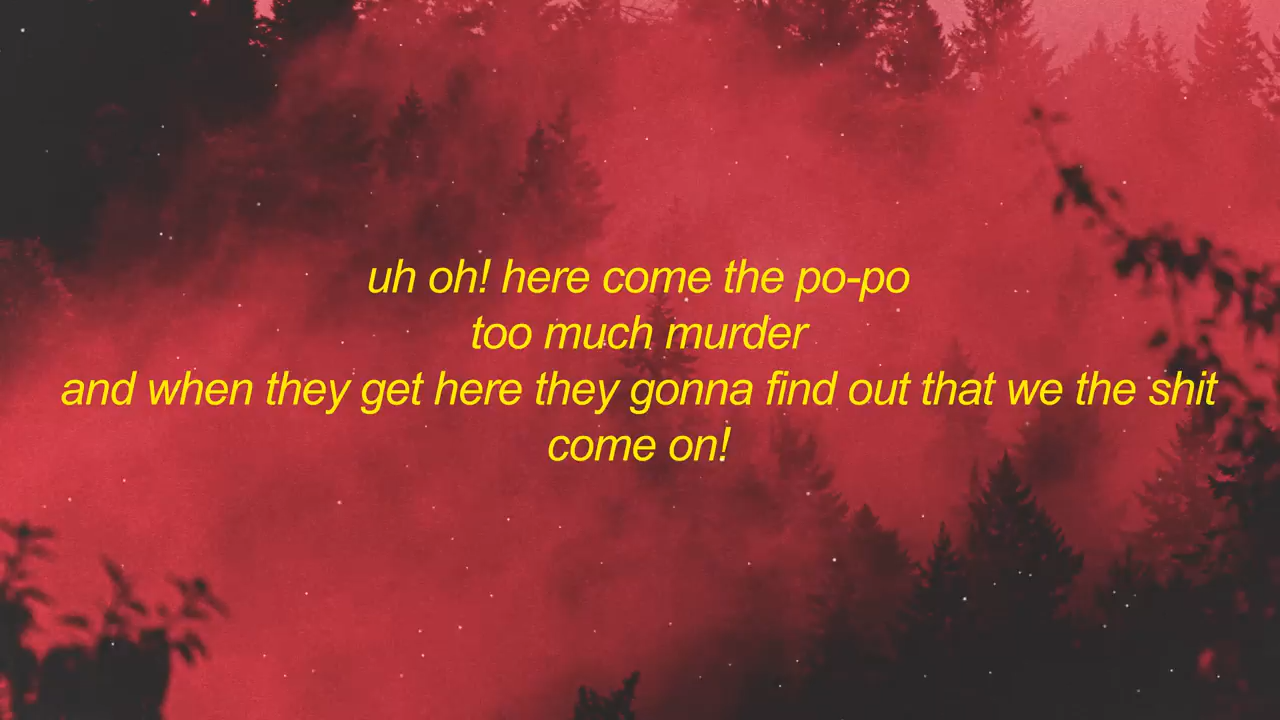 uh oh! here come the po-po
too much murder
and when they get here they gonna find out that we the shit
come on!